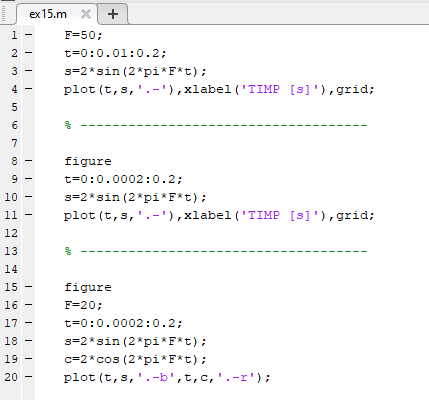 ex15.m × +
1 – F=50;
2 – t=0:0.01:0.2;
3 – s=2*sin(2*pi*F*t);
4 – plot(t,s,'.-'),xlabel('TIMP [s]'),grid;
5
6 % ------------------------------------
7
8 – figure
9 – t=0:0.0002:0.2;
10 – s=2*sin(2*pi*F*t);
11 – plot(t,s,'.-'),xlabel('TIMP [s]'),grid;
12
13 % ------------------------------------
14
15 – figure
16 – F=20;
17 – t=0:0.0002:0.2;
18 – s=2*sin(2*pi*F*t);
19 – c=2*cos(2*pi*F*t);
20 – plot(t,s,'.-b',t,c,'.-r');